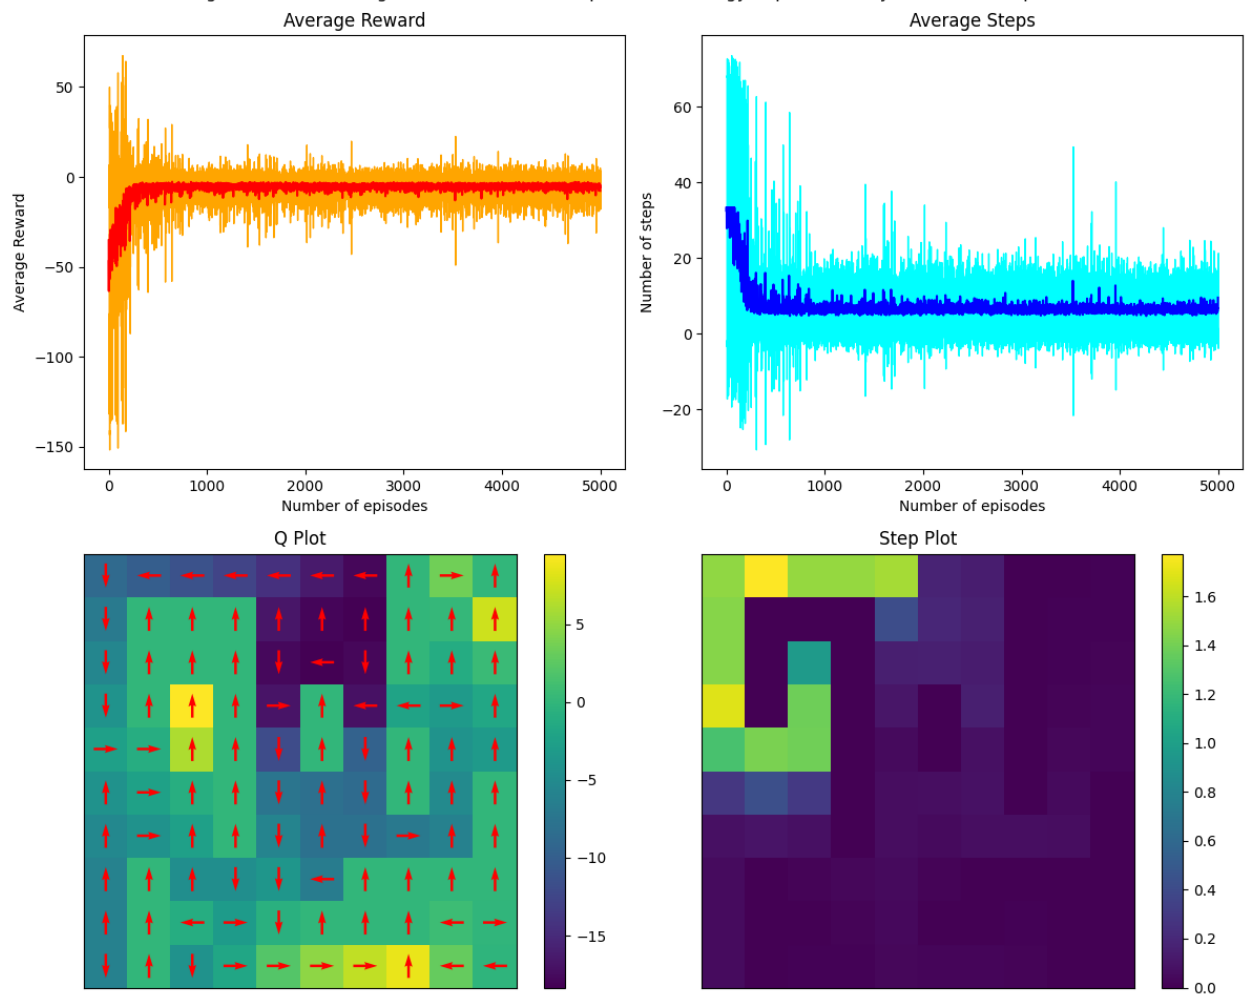 Average Reward
Average Steps
50
0
−50
−100
−150
Average Reward
0 1000 2000 3000 4000 5000
Number of episodes
60
40
20
0
−20
Number of steps
0 1000 2000 3000 4000 5000
Number of episodes
Q Plot
5
0
−5
−10
−15
Step Plot
1.6
1.4
1.2
1.0
0.8
0.6
0.4
0.2
0.0